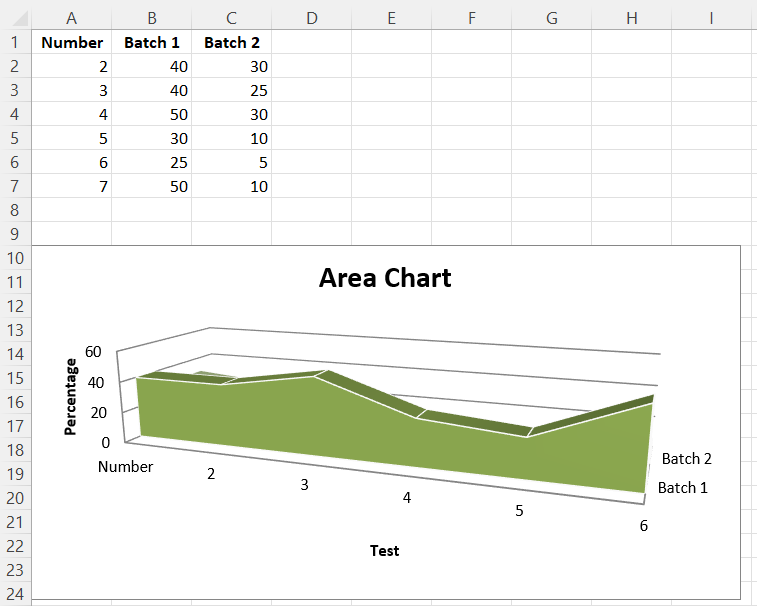 A B C D E F G H I
1 Number Batch 1 Batch 2
2 2 40 30
3 3 40 25
4 4 50 30
5 5 30 10
6 6 25 5
7 7 50 10
8
9
10
11 Area Chart
12
13
14 60
15 40
16 20
17 0
18 Number
19 2
20 3
21 4
22 5
23 6
24
Percentage
Batch 2
Batch 1
Test